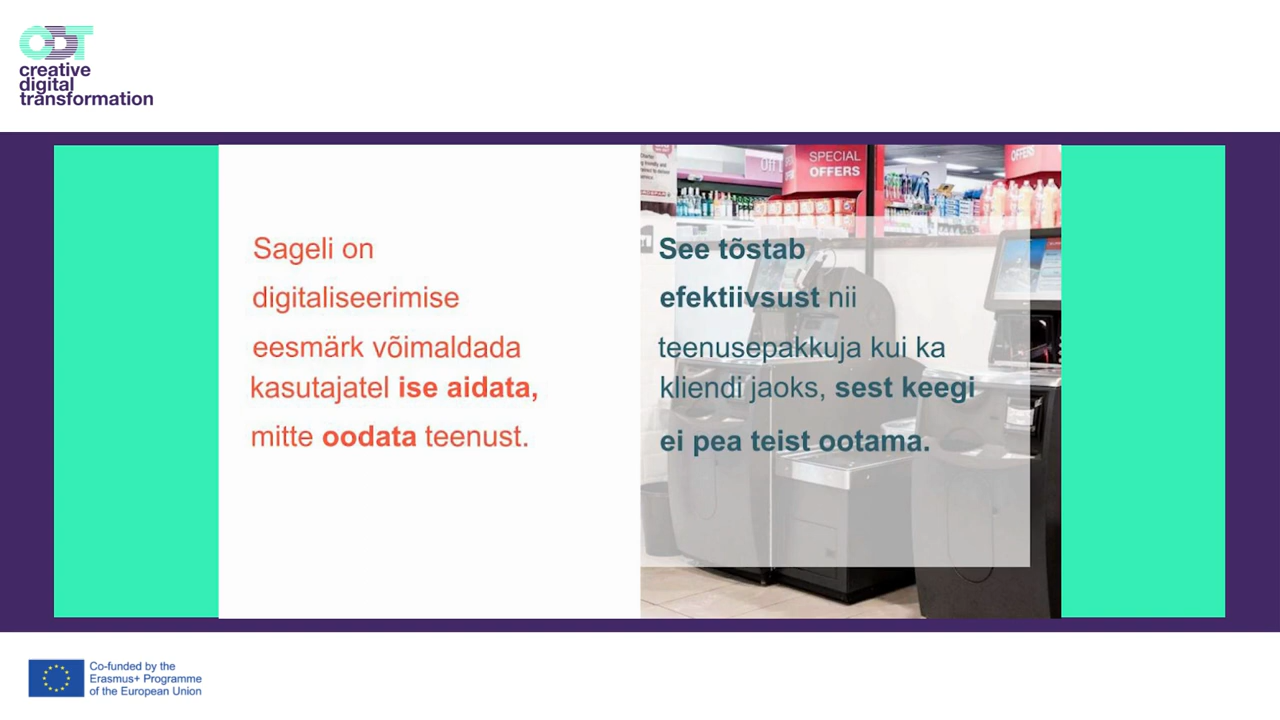 CDT
creative
digital
transformation
Sageli on
digitaliseerimise
eesmärk võimaldada
kasutajatel ise aidata,
mitte oodata teenust.
SPECIAL
OFFERS
OFFERS
See tõstab
efektiivsust nii
teenusepakkuja kui ka
kliendi jaoks, sest keegi
ei pea teist ootama.
Co-funded by the
Erasmus+ Programme
of the European Union